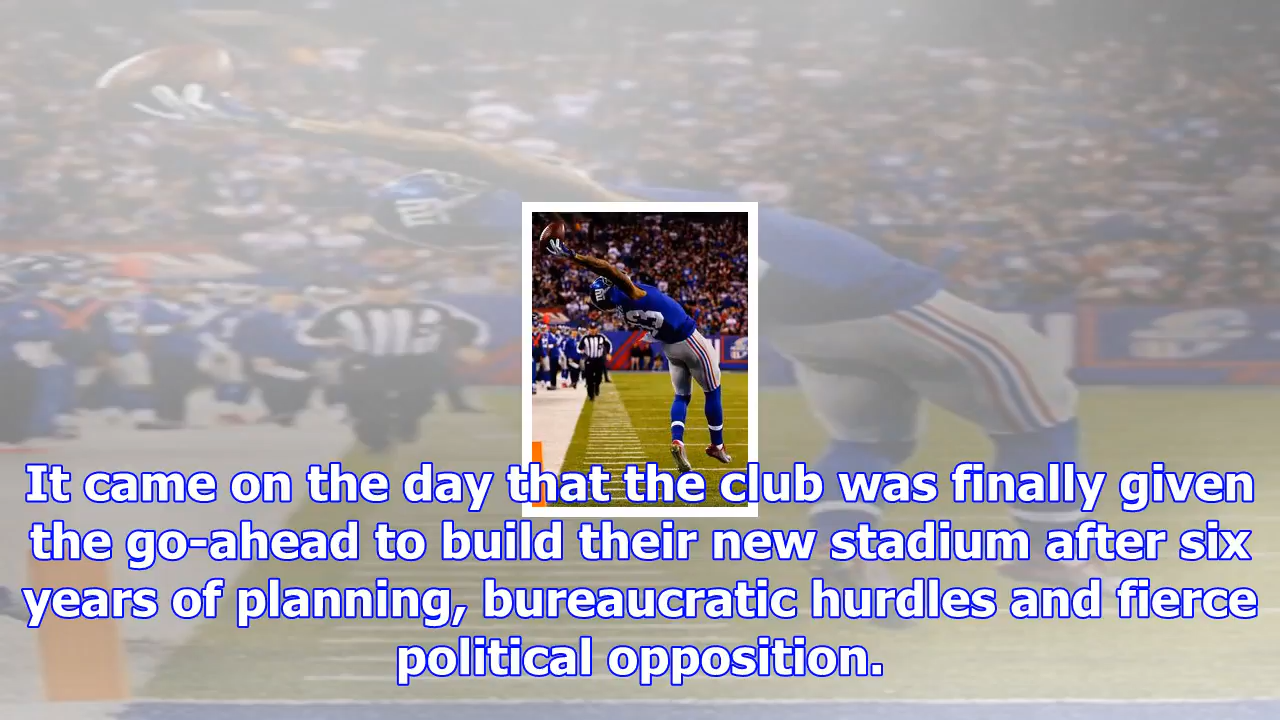 It came on the day that the club was finally given
the go-ahead to build their new stadium after six
years of planning, bureaucratic hurdles and fierce
political opposition.